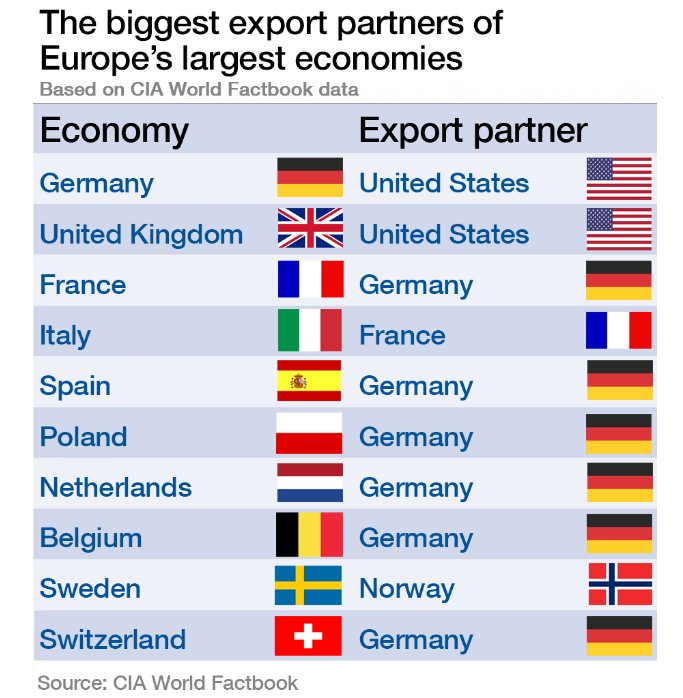 The biggest export partners of
Europe's largest economies
Based on CIA World Factbook data
Economy Export partner
Germany United States
United Kingdom United States
France Germany
Italy France
Spain Germany
Poland Germany
Netherlands Germany
Belgium Germany
Sweden Norway
Switzerland Germany
Source: CIA World Factbook